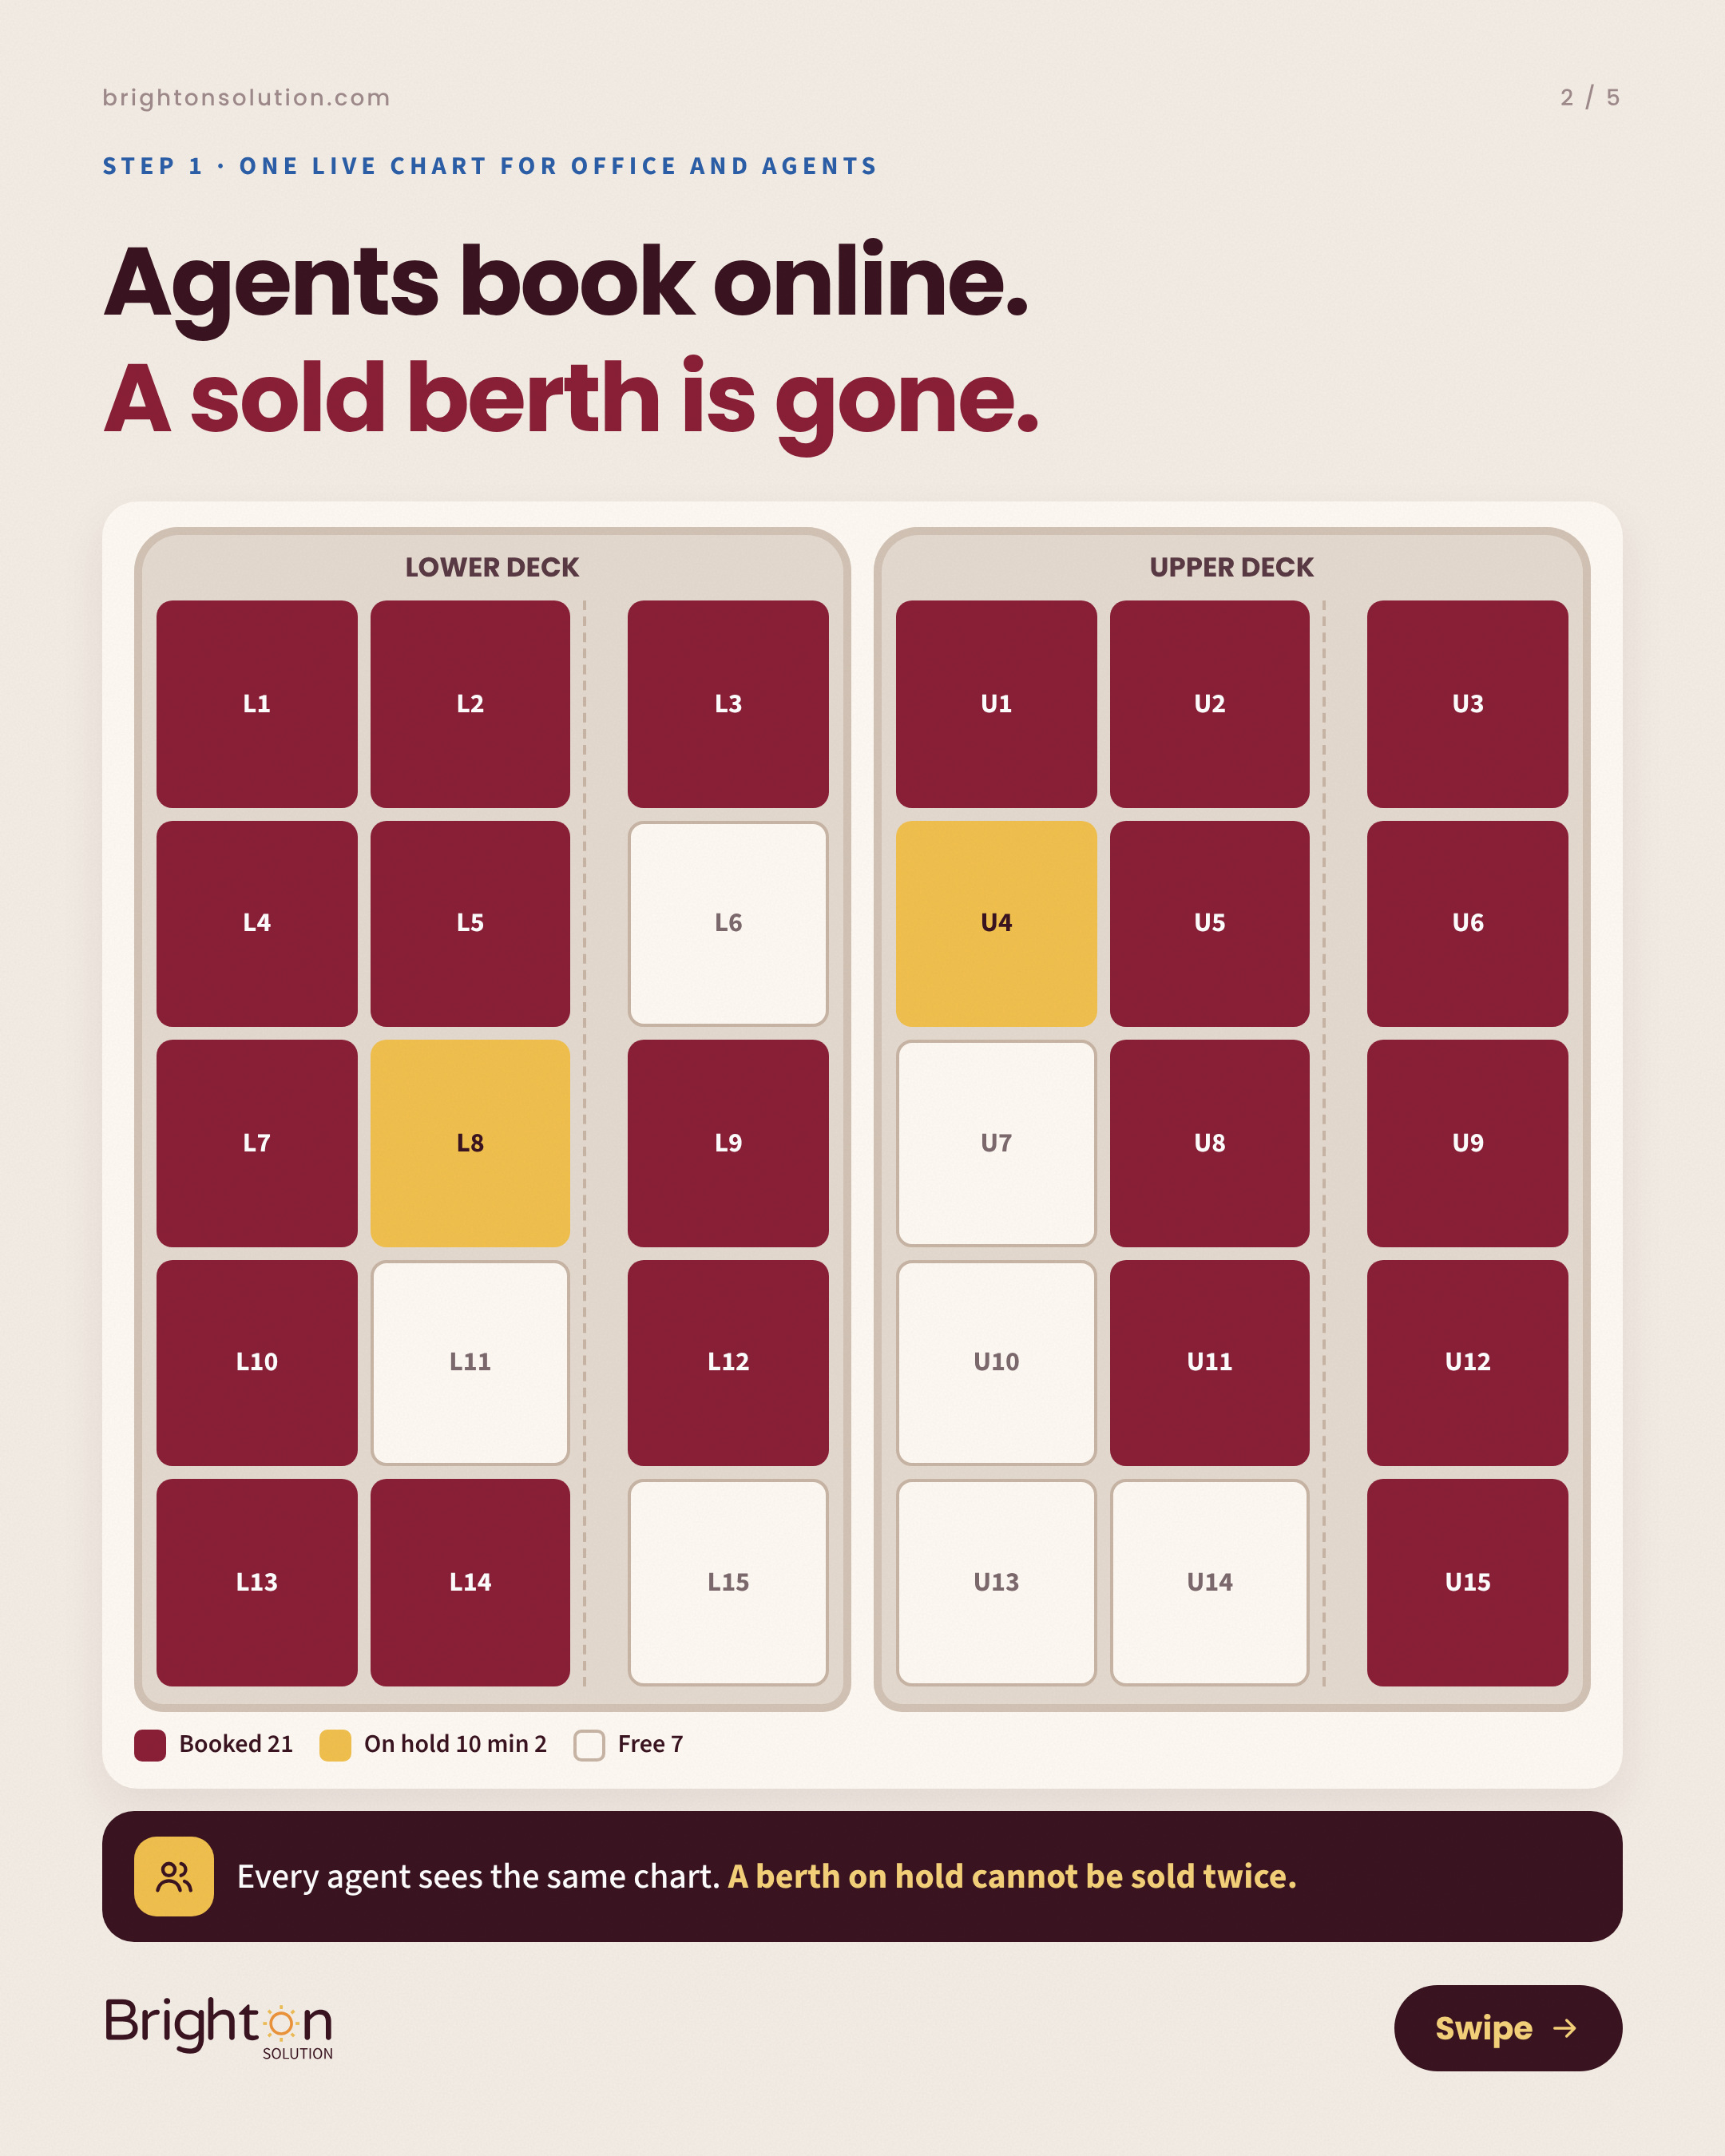 brightonsolution.com
2 / 5
STEP 1 · ONE LIVE CHART FOR OFFICE AND AGENTS
Agents book online.
A sold berth is gone.
LOWER DECK
L1 L2 L3
L4 L5 L6
L7 L8 L9
L10 L11 L12
L13 L14 L15
UPPER DECK
U1 U2 U3
U4 U5 U6
U7 U8 U9
U10 U11 U12
U13 U14 U15
Booked 21 On hold 10 min 2 Free 7
Every agent sees the same chart. A berth on hold cannot be sold twice.
Brighton
SOLUTION
Swipe →